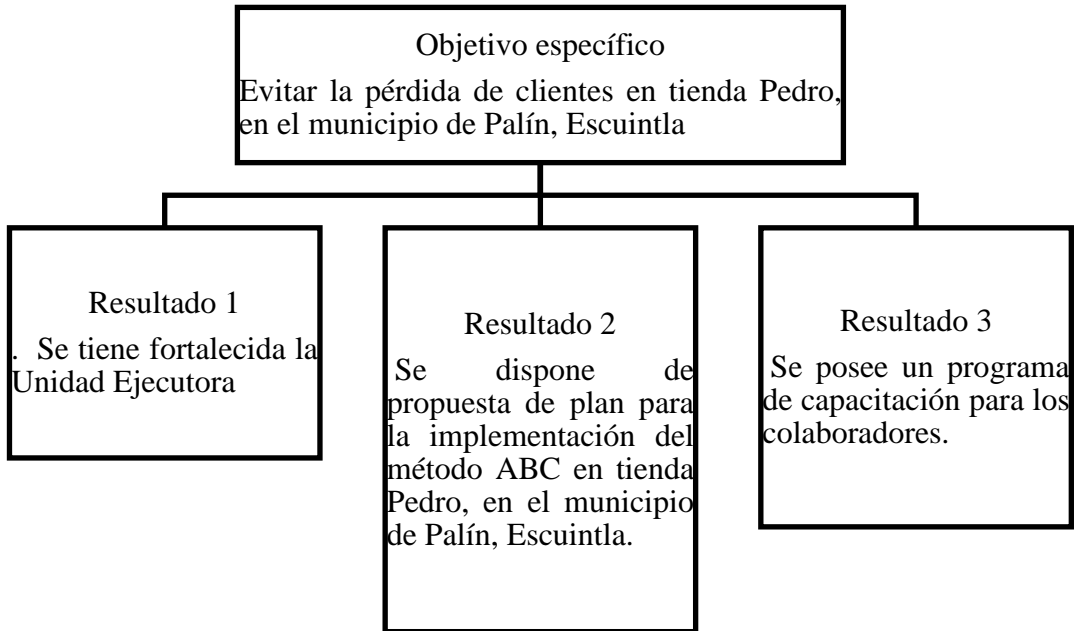 Objetivo específico
Evitar la pérdida de clientes en tienda Pedro,
en el municipio de Palín, Escuintla
Resultado 1
. Se tiene fortalecida la
Unidad Ejecutora
Resultado 2
Se dispone de
propuesta de plan para
la implementación del
método ABC en tienda
Pedro, en el municipio
de Palín, Escuintla.
Resultado 3
Se posee un programa
de capacitación para los
colaboradores.